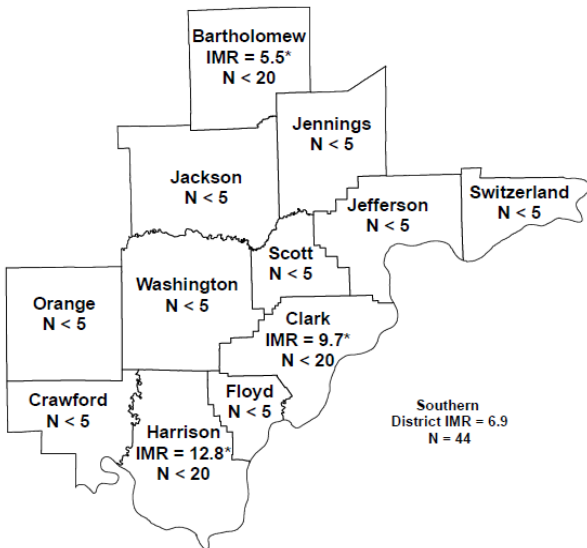 Bartholomew
IMR = 5.5*
N < 20
Jennings
N < 5
Jackson
N < 5
Switzerland
N < 5
Jefferson
N < 5
Scott
N < 5
Washington
N < 5
Orange
N < 5
Clark
IMR = 9.7*
N < 20
Floyd
N < 5
Crawford
N < 5
Harrison
IMR = 12.8*
N < 20
Southern
District IMR = 6.9
N = 44